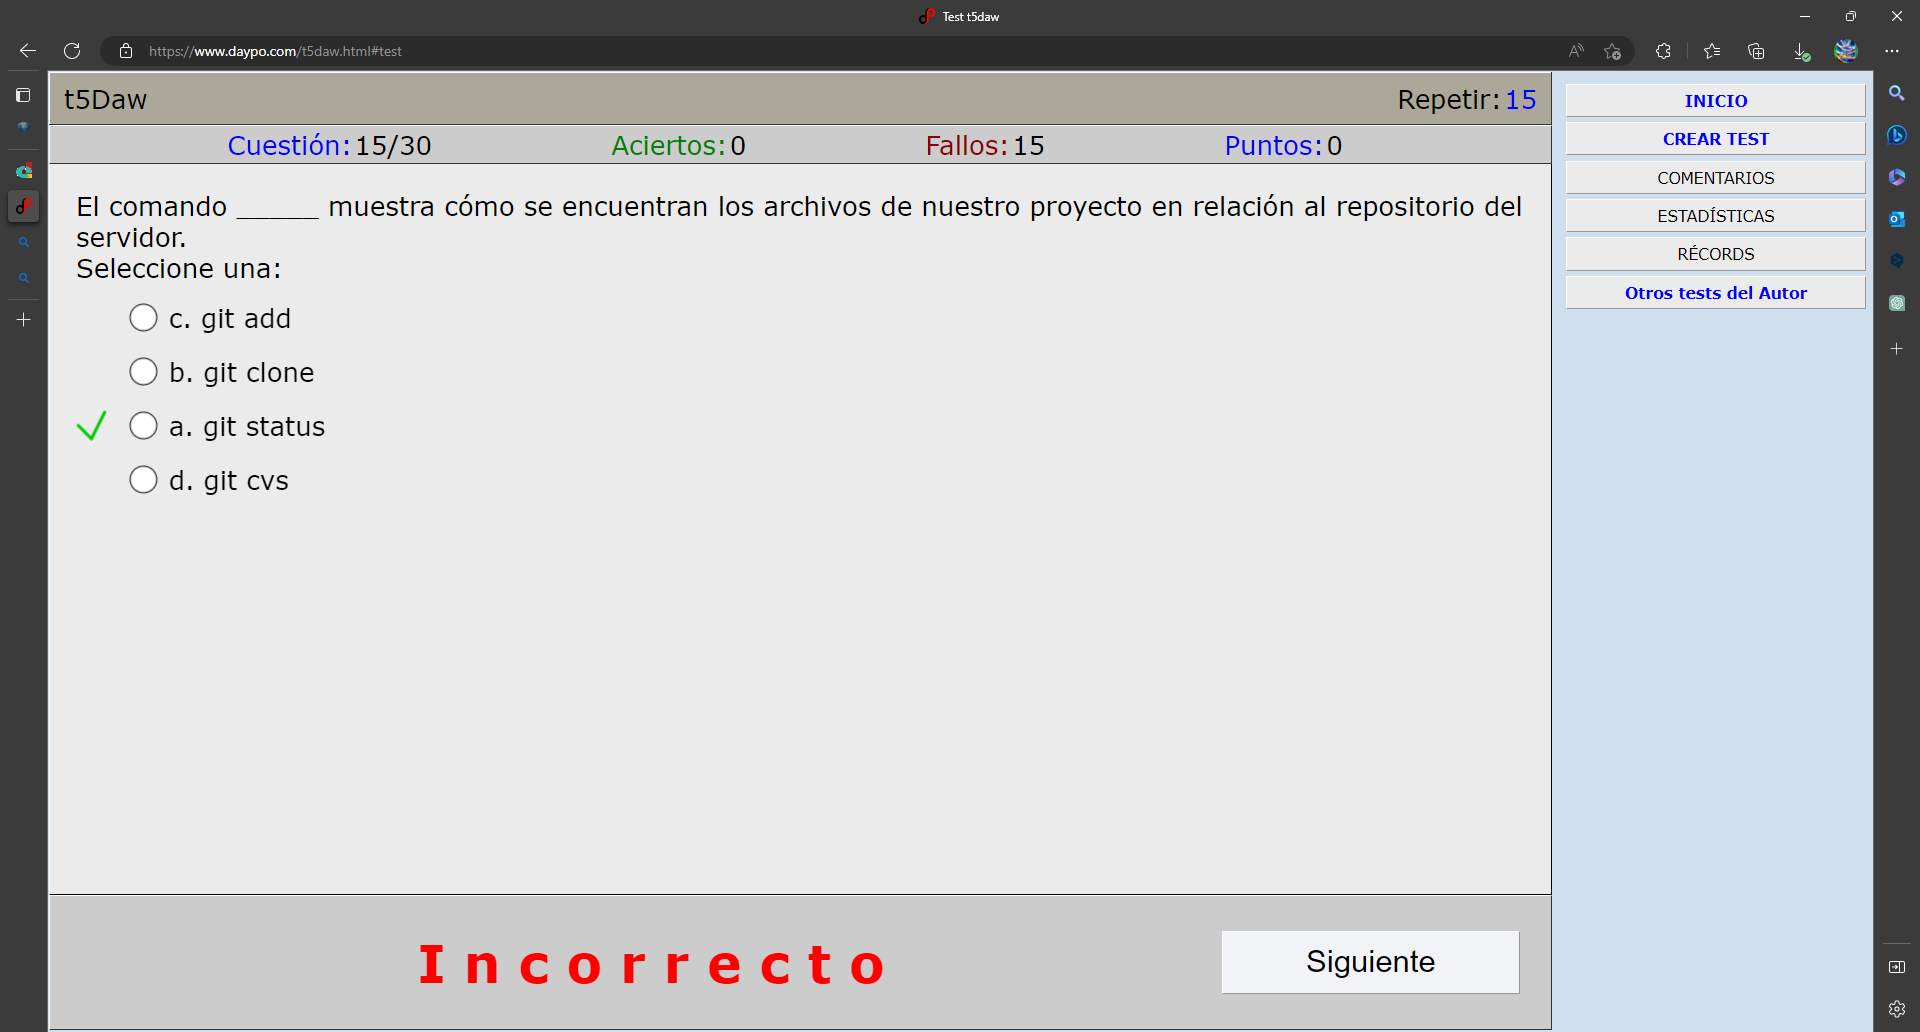 Test t5daw
https://www.daypo.com/t5daw.html#test
t5Daw
Repetir:15
Cuestión:15/30
Aciertos:0
Fallos:15
Puntos:0
El comando ______ muestra cómo se encuentran los archivos de nuestro proyecto en relación al repositorio del
servidor.
Seleccione una:
c. git add
b. git clone
a. git status
d. git cvs
Incorrecto
Siguiente
INICIO
CREAR TEST
COMENTARIOS
ESTADÍSTICAS
RÉCORDS
Otros tests del Autor